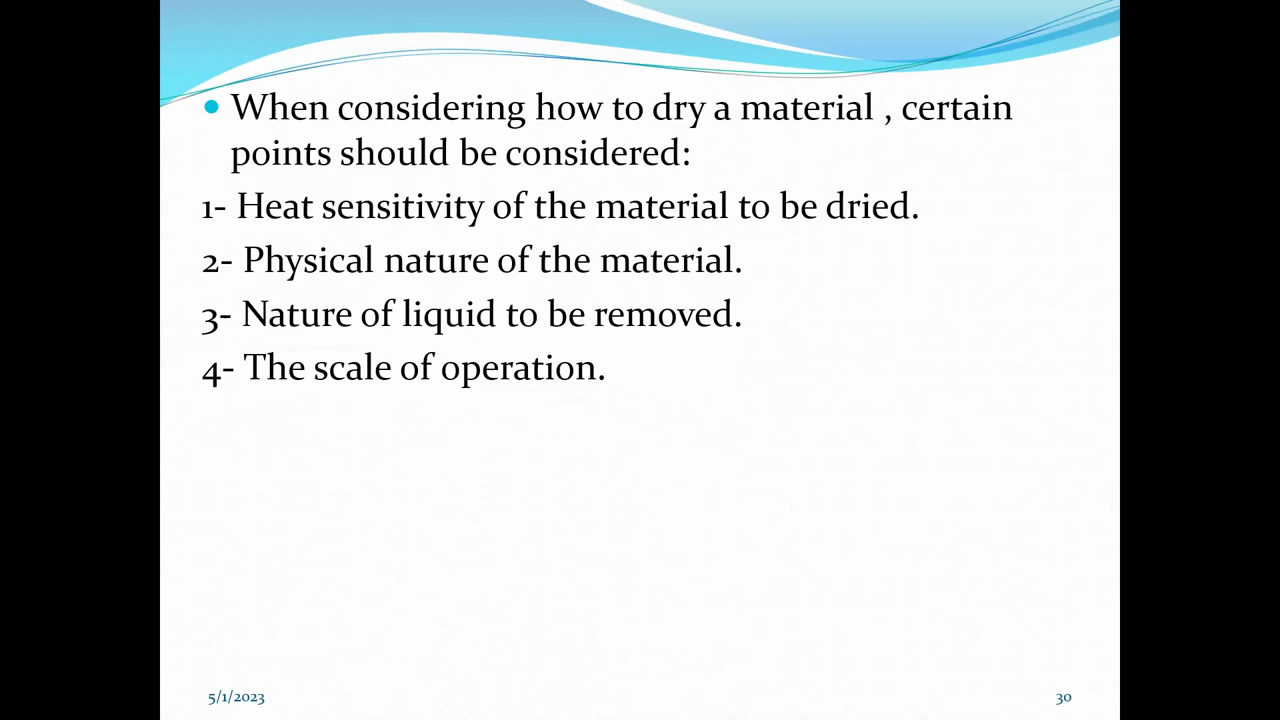 When considering how to dry a material , certain
points should be considered:
1- Heat sensitivity of the material to be dried.
2- Physical nature of the material.
3- Nature of liquid to be removed.
4- The scale of operation.
5/1/2023
30